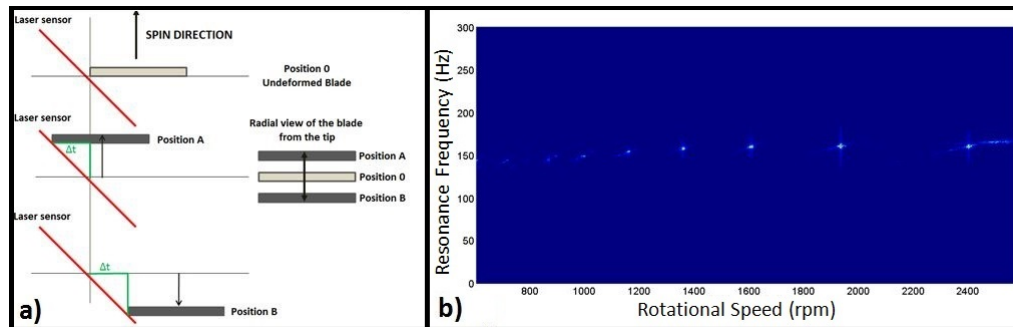 Laser sensor
SPIN DIRECTION
Position 0
Undeformed Blade
Laser sensor
Position A
Δt
Radial view of the blade
from the tip
Position A
Position 0
Position B
Laser sensor
Δt
Position B
a)
Resonance Frequency (Hz)
300
250
200
150
100
50
0
800 1000 1200 1400 1600 1800 2000 2200 2400
Rotational Speed (rpm)
b)